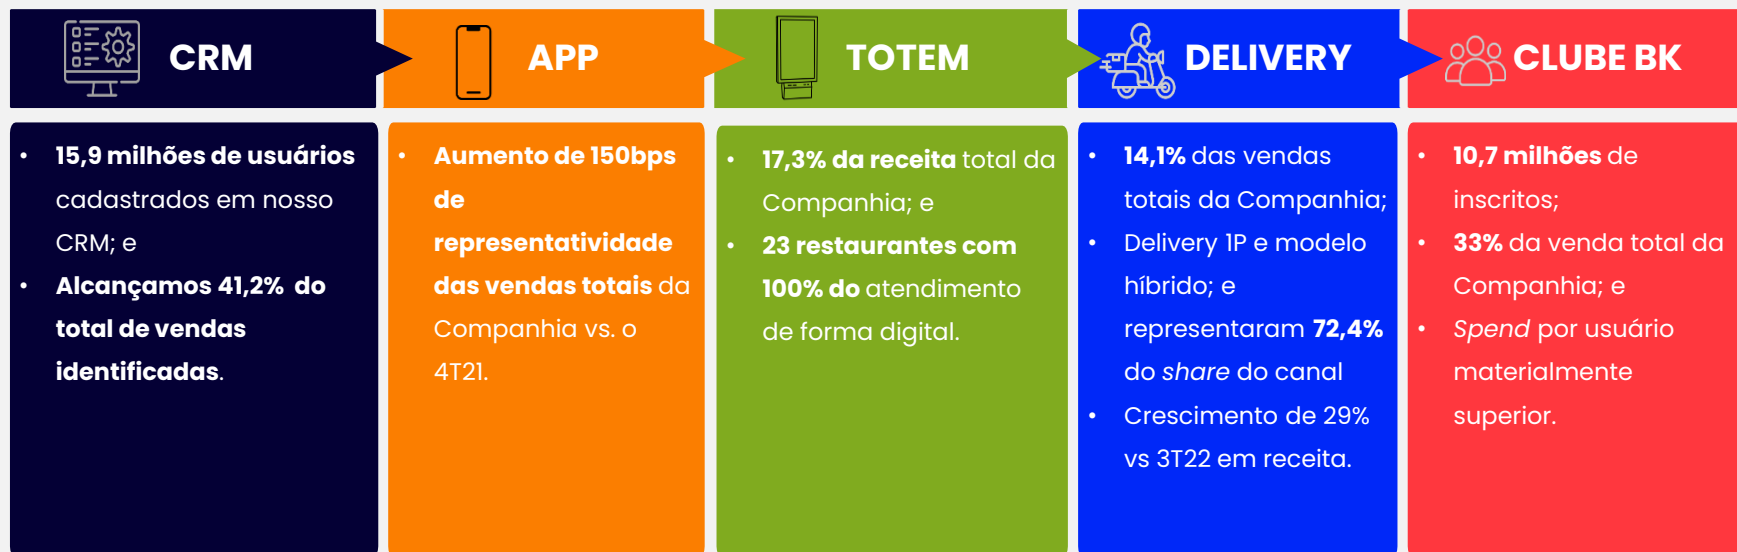 CRM
APP
TOTEM
DELIVERY
CLUBE BK
• 15,9 milhões de usuários
cadastrados em nosso
CRM; e
• Alcançamos 41,2% do
total de vendas
identificadas.
• Aumento de 150bps
de
representatividade
das vendas totais da
Companhia vs. o
4T21.
• 17,3% da receita total da
Companhia; e
• 23 restaurantes com
100% do atendimento
de forma digital.
• 14,1% das vendas
totais da Companhia;
• Delivery 1P e modelo
híbrido; e
representaram 72,4%
do share do canal
• Crescimento de 29%
vs 3T22 em receita.
• 10,7 milhões de
inscritos;
• 33% da venda total da
Companhia; e
• Spend por usuário
materialmente
superior.